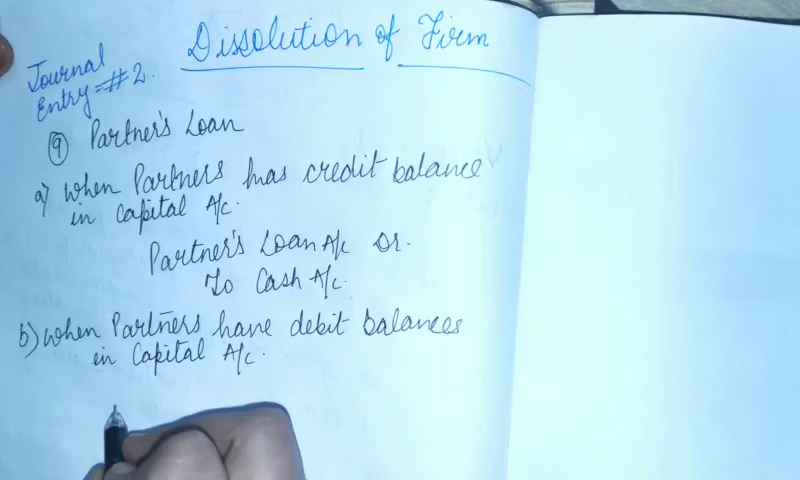 Dissolution of Firm
Journal
Entry=#2.
9 Partner's Loan
a) When Partners has credit balance
in capital A/c.
Partner's Loan A/c Dr.
To Cash A/c.
b) When Partners have debit balances
in Capital A/c.